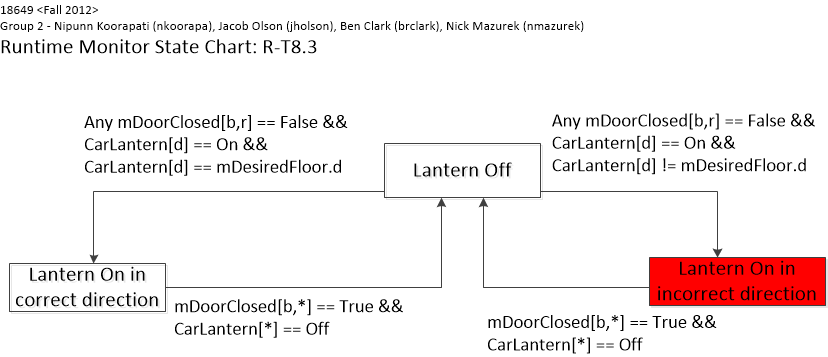 18649 <Fall 2012>
Group 2 - Nipunn Koorapati (nkoorapa), Jacob Olson (jholson), Ben Clark (brclark), Nick Mazurek (nmazurek)
Runtime Monitor State Chart: R-T8.3
Any mDoorClosed[b,r] == False &&
CarLantern[d] == On &&
CarLantern[d] == mDesiredFloor.d
Any mDoorClosed[b,r] == False &&
CarLantern[d] == On &&
CarLantern[d] != mDesiredFloor.d
Lantern Off
Lantern On in
correct direction
Lantern On in
incorrect direction
mDoorClosed[b,*] == True &&
CarLantern[*] == Off
mDoorClosed[b,*] == True &&
CarLantern[*] == Off